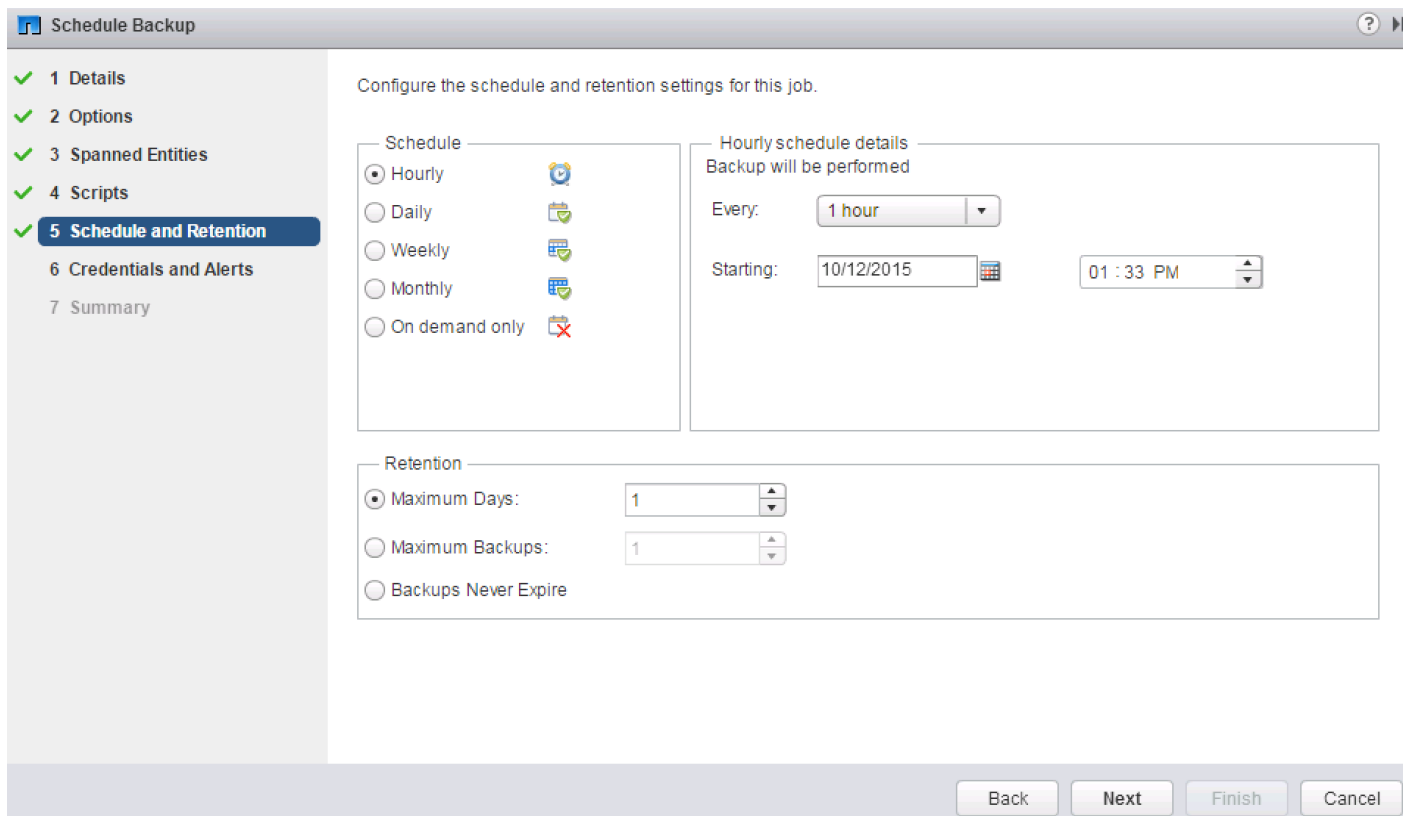 Schedule Backup
?
1 Details
2 Options
3 Spanned Entities
4 Scripts
5 Schedule and Retention
6 Credentials and Alerts
7 Summary
Configure the schedule and retention settings for this job.
Schedule
Hourly
Daily
Weekly
Monthly
On demand only
Hourly schedule details
Backup will be performed
Every: 1 hour
Starting: 10/12/2015 01 : 33 PM
Retention
Maximum Days: 1
Maximum Backups: 1
Backups Never Expire
Back Next Finish Cancel